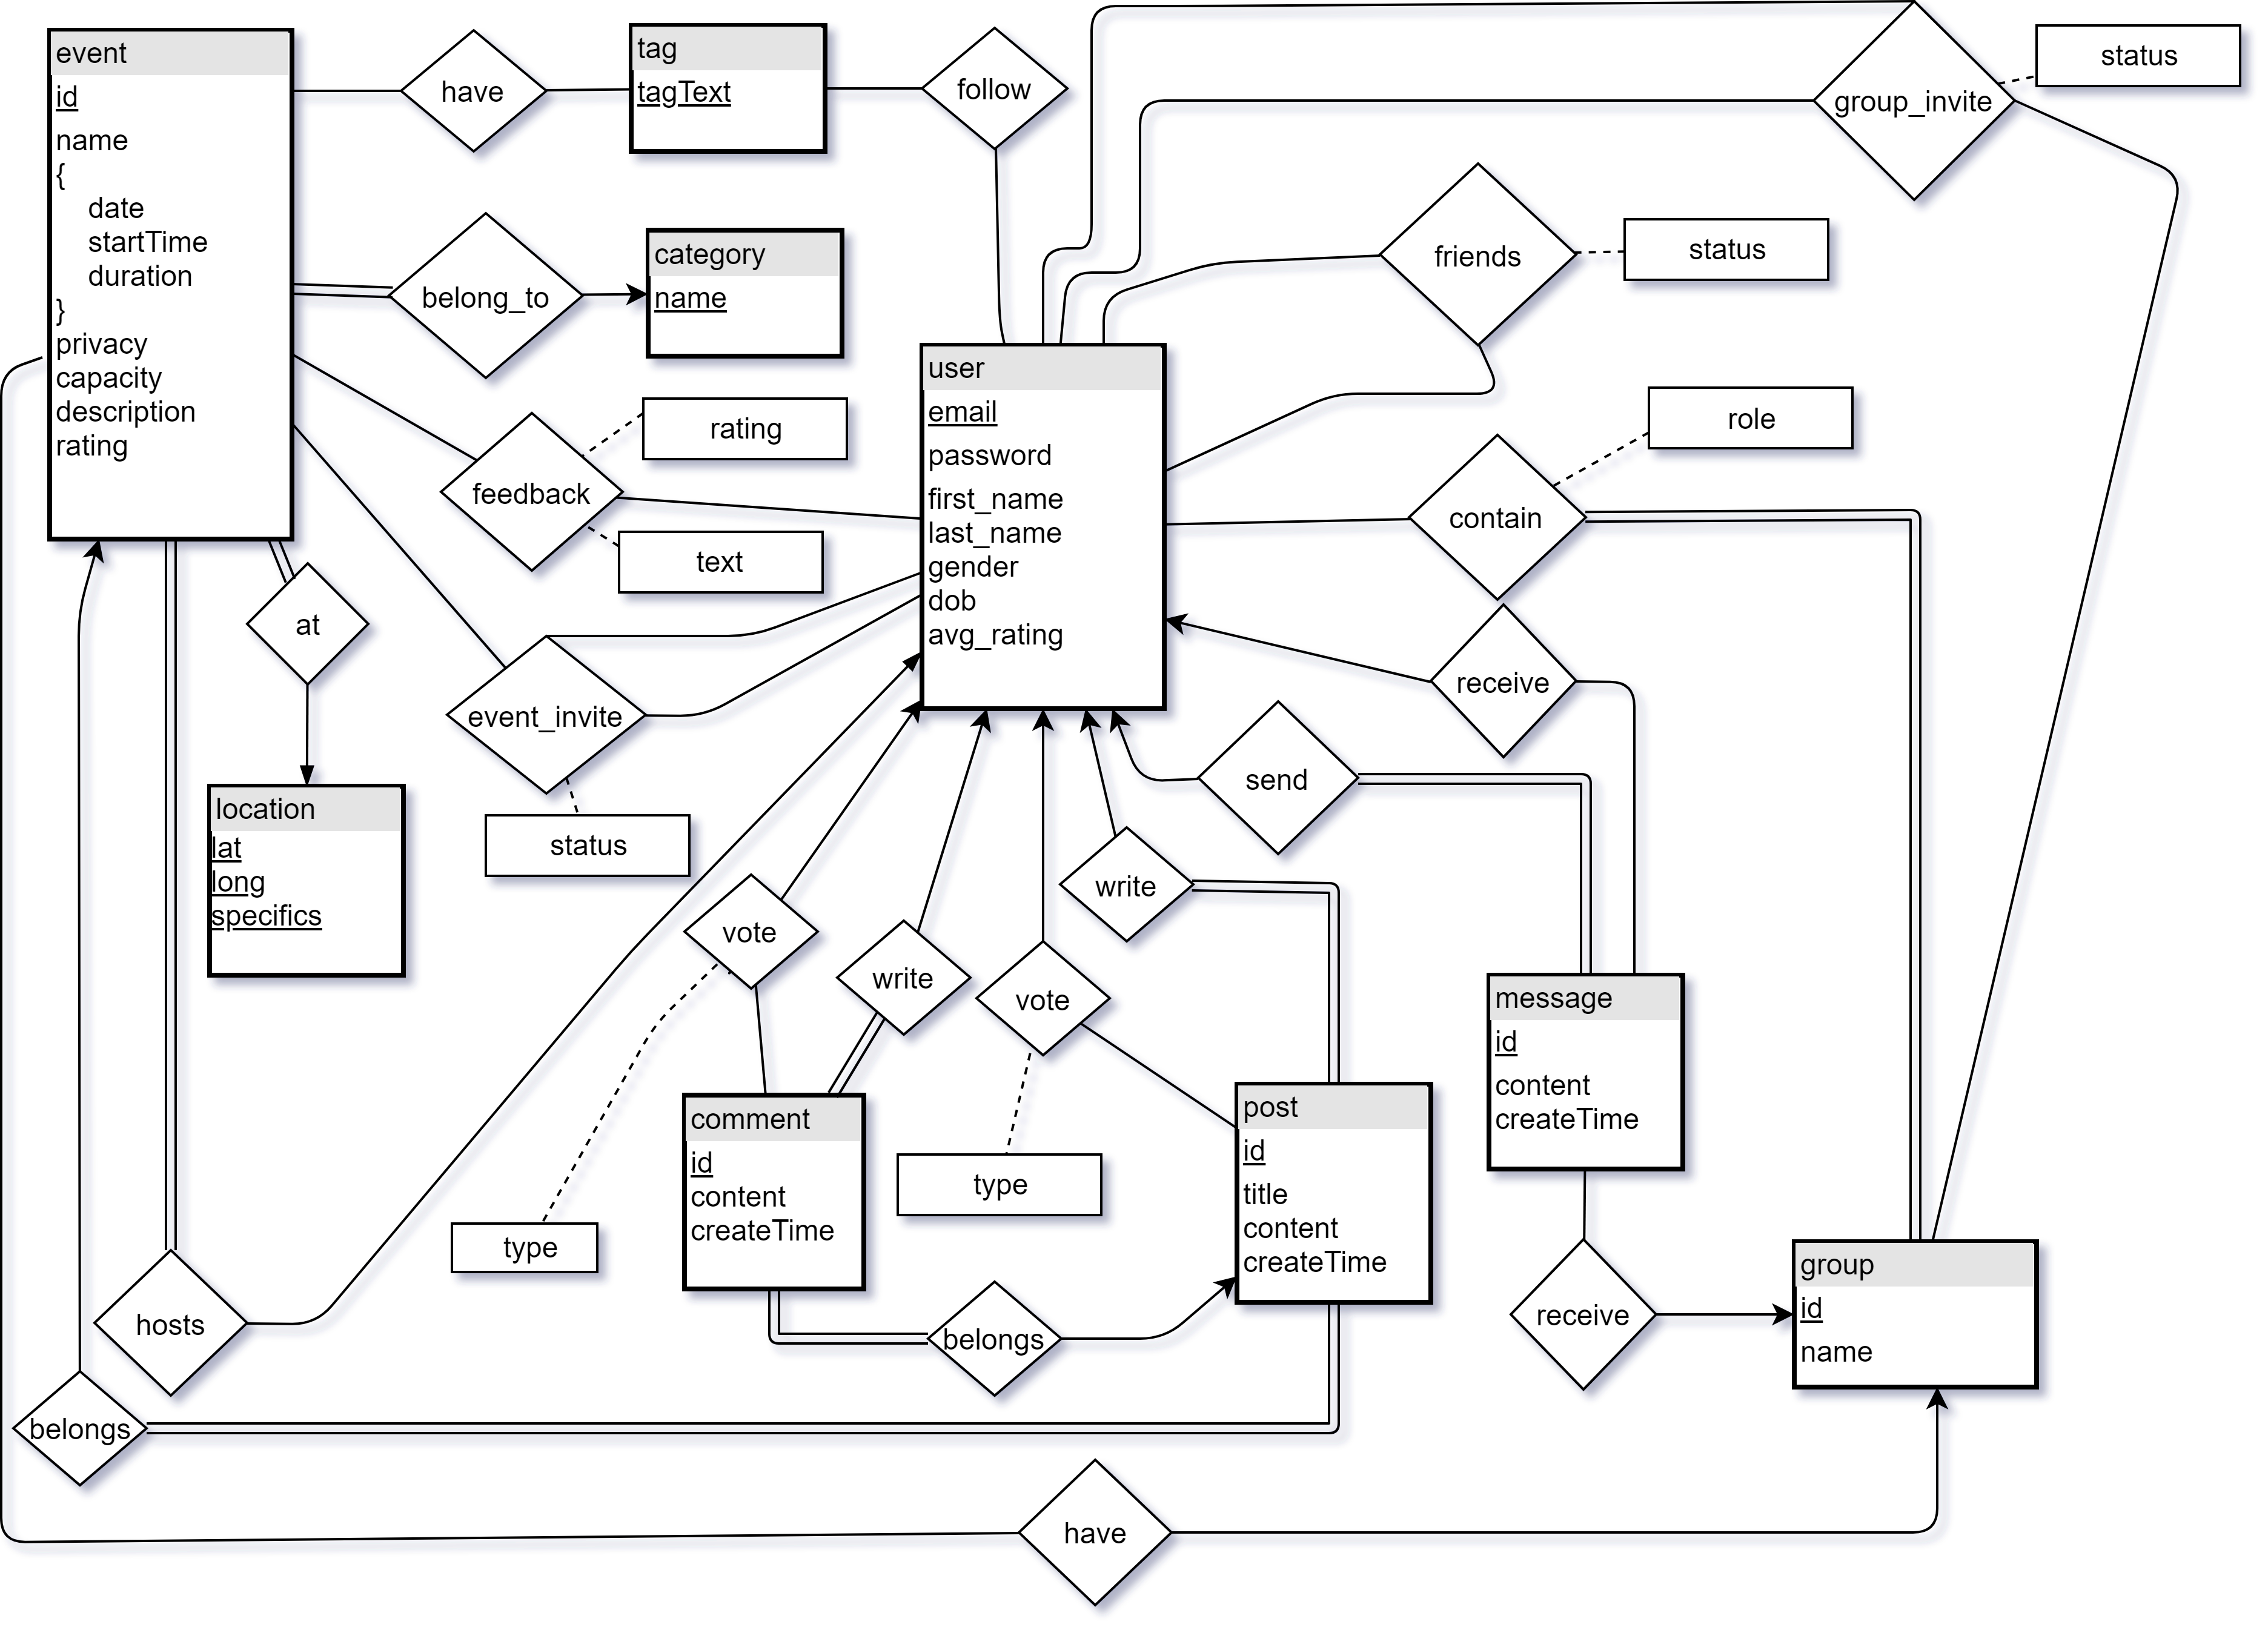 event
id
name
{
date
startTime
duration
}
privacy
capacity
description
rating
have
tag
tagText
follow
group_invite
status
belong_to
category
name
friends
status
user
email
password
first_name
last_name
gender
dob
avg_rating
feedback
rating
text
contain
role
at
event_invite
status
receive
send
location
lat
long
specifics
vote
write
vote
write
type
type
comment
id
content
createTime
post
id
title
content
createTime
message
id
content
createTime
group
id
name
hosts
belongs
receive
belongs
have